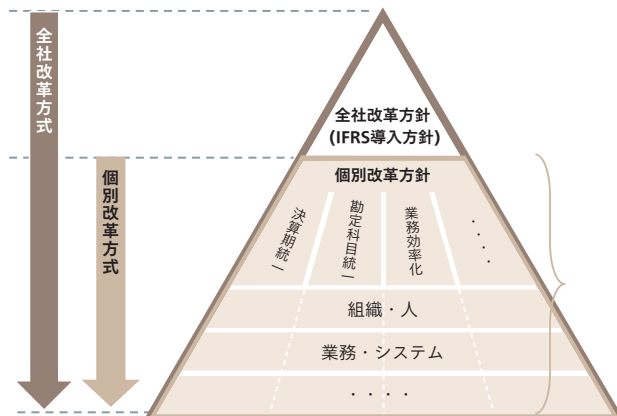 全社改革方式
個別改革方式
全社改革方針
(IFRS導入方針)
個別改革方針
決算期統一
勘定科目統一
業務効率化
・・・・
組織・人
業務・システム
・・・・